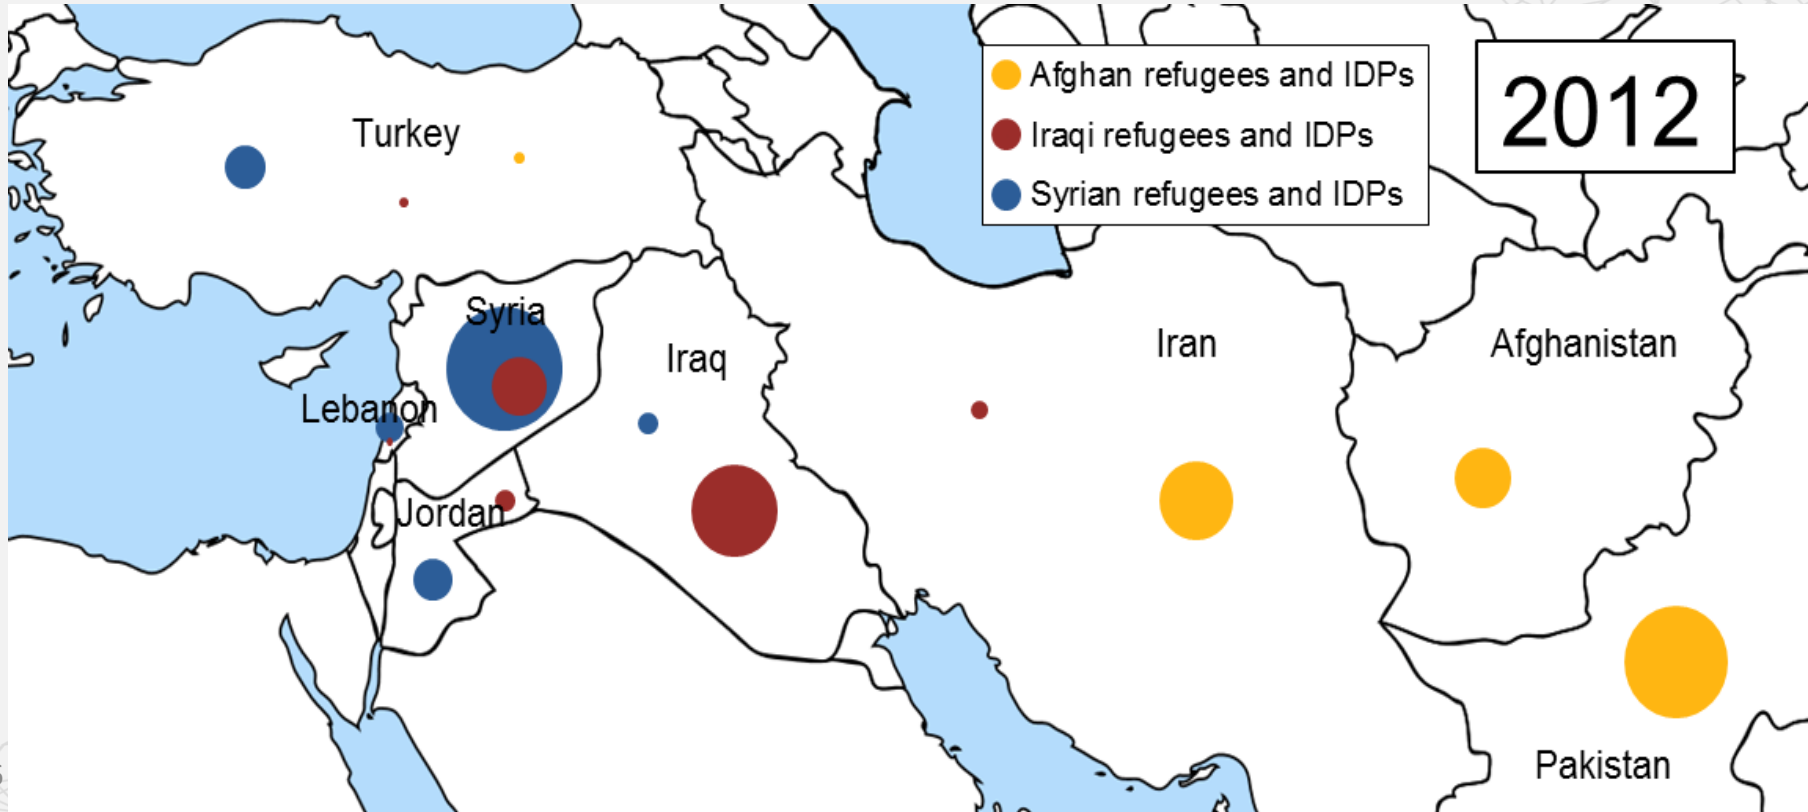 Afghan refugees and IDPs
Iraqi refugees and IDPs
Syrian refugees and IDPs
2012
Turkey
Syria
Iraq
Iran
Afghanistan
Lebanon
Jordan
Pakistan